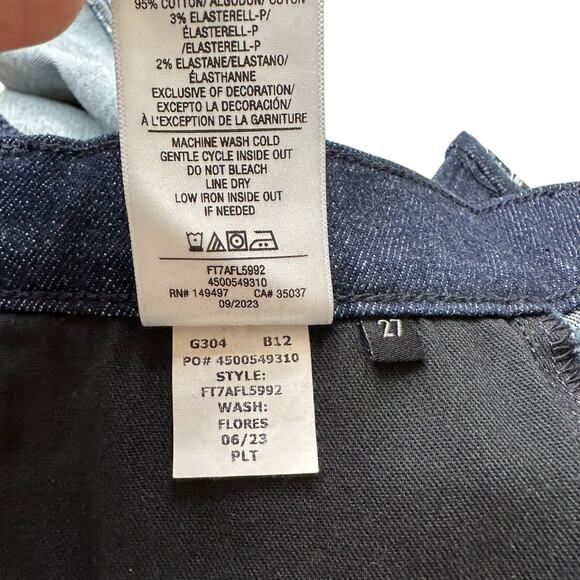 95% COTTON/ ALGODÓN/ COTON
3% ELASTERELL-P/
ÉLASTERELL-P
/ELASTERELL-P
2% ELASTANE/ELASTANO/
ÉLASTHANNE
EXCLUSIVE OF DECORATION/
EXCEPTO LA DECORACIÓN/
À L'EXCEPTION DE LA GARNITURE
MACHINE WASH COLD
GENTLE CYCLE INSIDE OUT
DO NOT BLEACH
LINE DRY
LOW IRON INSIDE OUT
IF NEEDED
FT7AFL5992
4500549310
RN# 149497 CA# 35037
09/2023
G304 B12
PO# 4500549310
STYLE:
FT7AFL5992
WASH:
FLORES
06/23
PLT
27